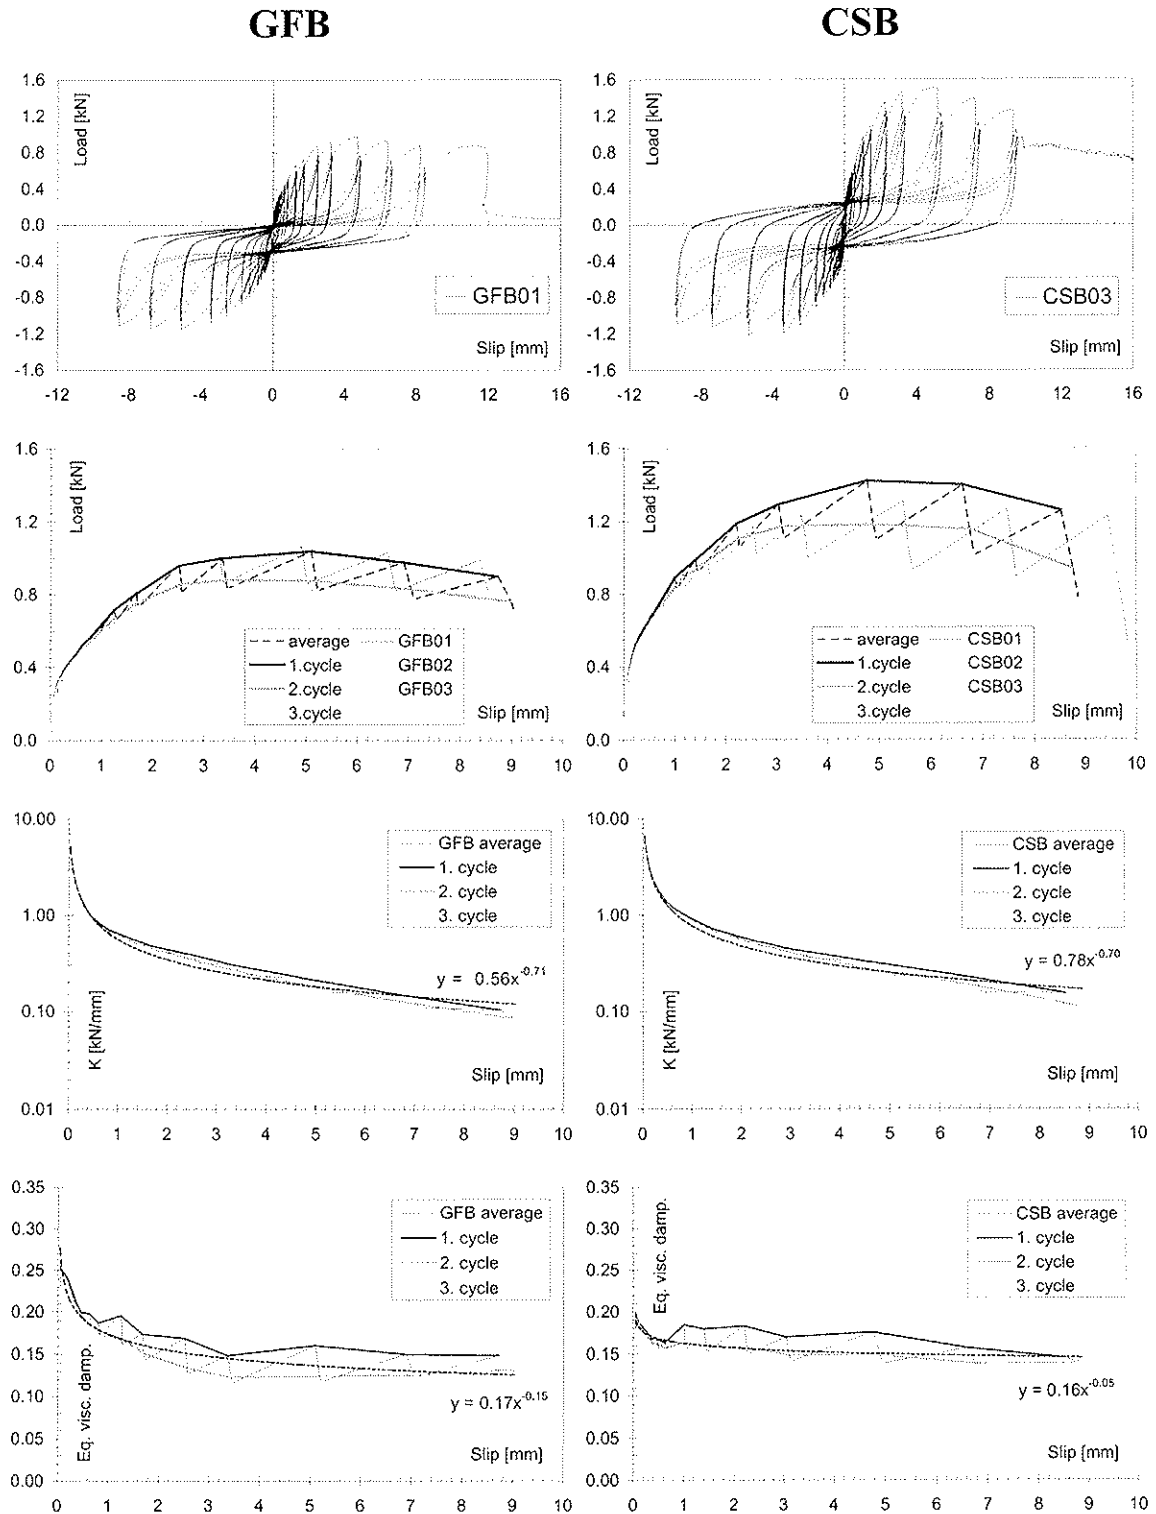 GFB
CSB
1.6
1.2
0.8
0.4
0.0
-0.4
-0.8
-1.2
-1.6
Load [kN]
GFB01
Slip [mm]
-12 -8 -4 0 4 8 12 16
1.6
1.2
0.8
0.4
0.0
-0.4
-0.8
-1.2
-1.6
Load [kN]
CSB03
Slip [mm]
-12 -8 -4 0 4 8 12 16
1.6
1.2
0.8
0.4
0.0
Load [kN]
average GFB01
1.cycle GFB02
2.cycle GFB03
3.cycle
Slip [mm]
0 1 2 3 4 5 6 7 8 9 10
1.6
1.2
0.8
0.4
0.0
Load [kN]
average CSB01
1.cycle CSB02
2.cycle CSB03
3.cycle
Slip [mm]
0 1 2 3 4 5 6 7 8 9 10
10.00
1.00
0.10
0.01
K [kN/mm]
GFB average
1. cycle
2. cycle
3. cycle
y = 0.56x-0.71
Slip [mm]
0 1 2 3 4 5 6 7 8 9 10
10.00
1.00
0.10
0.01
K [kN/mm]
CSB average
1. cycle
2. cycle
3. cycle
y = 0.78x-0.70
Slip [mm]
0 1 2 3 4 5 6 7 8 9 10
0.35
0.30
0.25
0.20
0.15
0.10
0.05
0.00
Eq. visc. damp.
GFB average
1. cycle
2. cycle
3. cycle
y = 0.17x-0.15
Slip [mm]
0 1 2 3 4 5 6 7 8 9 10
0.35
0.30
0.25
0.20
0.15
0.10
0.05
0.00
Eq. visc. damp.
CSB average
1. cycle
2. cycle
3. cycle
y = 0.16x-0.05
Slip [mm]
0 1 2 3 4 5 6 7 8 9 10